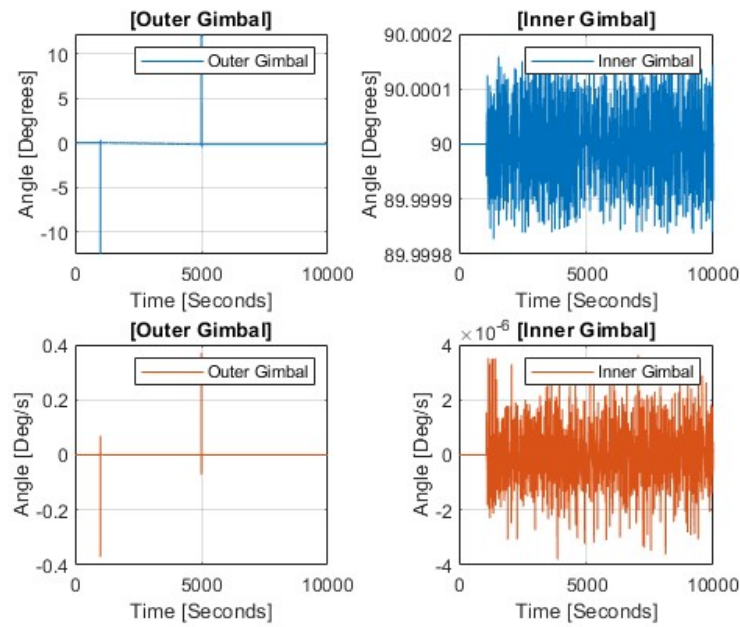 [Outer Gimbal]
Angle [Degrees]
10
5
0
-5
-10
Outer Gimbal
0
5000
10000
Time [Seconds]
[Inner Gimbal]
Angle [Degrees]
90.0002
90.0001
90
89.9999
89.9998
Inner Gimbal
0
5000
10000
Time [Seconds]
[Outer Gimbal]
Angle [Deg/s]
0.4
0.2
0
-0.2
-0.4
Outer Gimbal
0
5000
10000
Time [Seconds]
×10⁻⁶
[Inner Gimbal]
Angle [Deg/s]
4
2
0
-2
-4
Inner Gimbal
0
5000
10000
Time [Seconds]